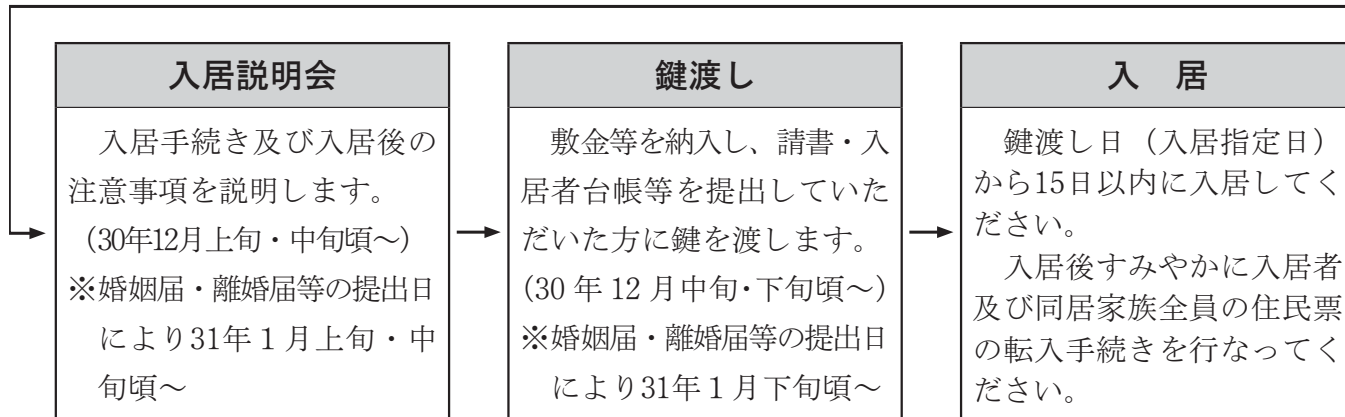 入居説明会
入居手続き及び入居後の
注意事項を説明します。
（30年12月上旬・中旬頃～）
※婚姻届・離婚届等の提出日
により31年１月上旬・中
旬頃～
鍵渡し
敷金等を納入し、請書・入
居者台帳等を提出していた
だいた方に鍵を渡します。
（30 年 12 月中旬・下旬頃～）
※婚姻届・離婚届等の提出日
により31年１月下旬頃～
入　居
鍵渡し日（入居指定日）
から15日以内に入居してく
ださい。
入居後すみやかに入居者
及び同居家族全員の住民票
の転入手続きを行なってく
ださい。